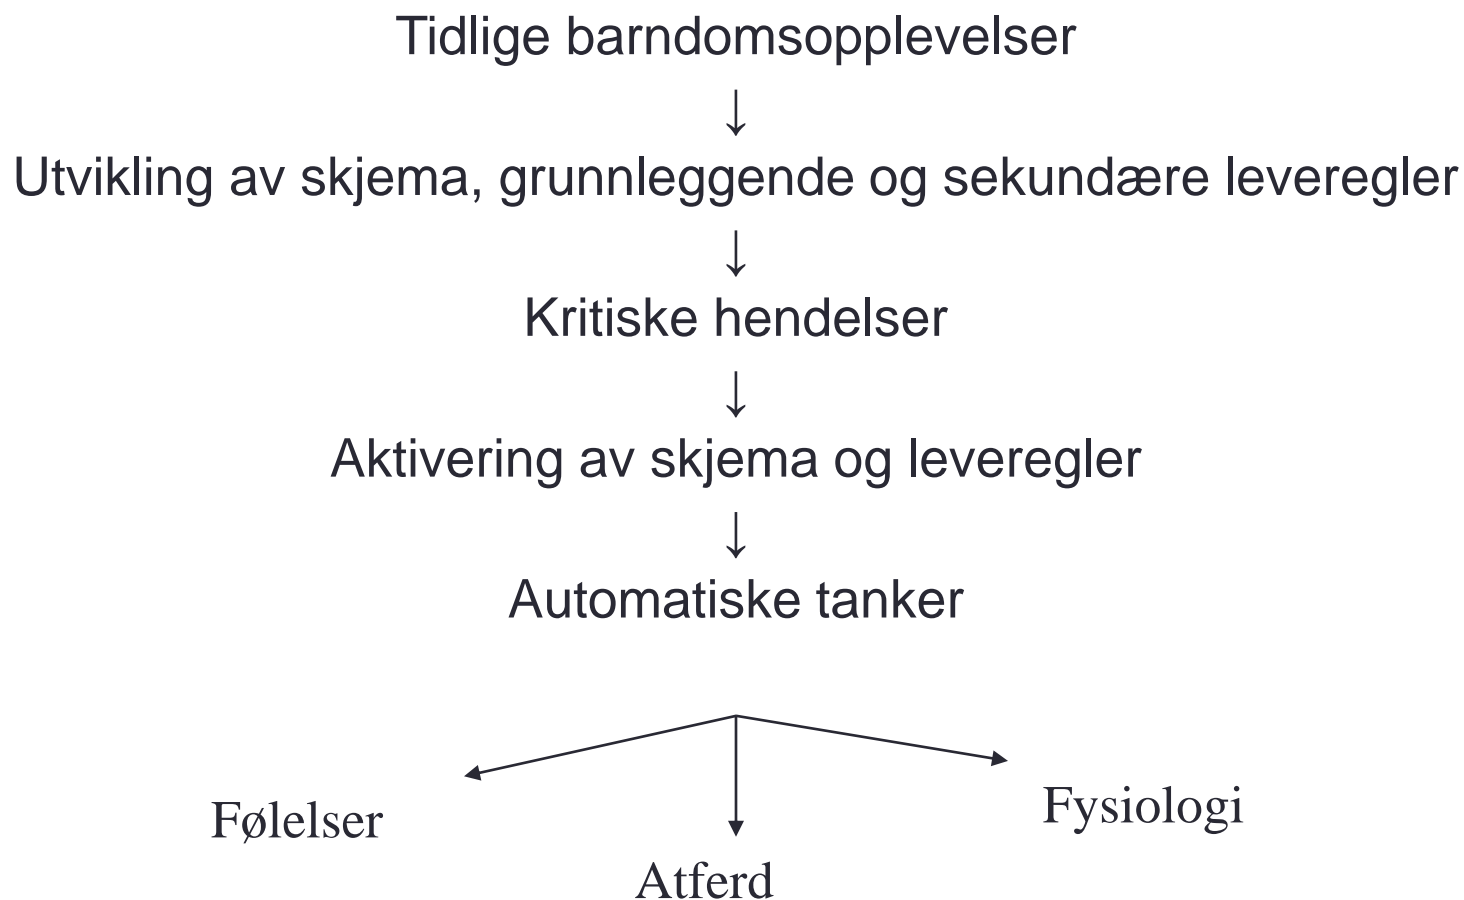 Tidlige barndomsopplevelser
↓
Utvikling av skjema, grunnleggende og sekundære leveregler
↓
Kritiske hendelser
↓
Aktivering av skjema og leveregler
↓
Automatiske tanker
Følelser
Fysiologi
Atferd